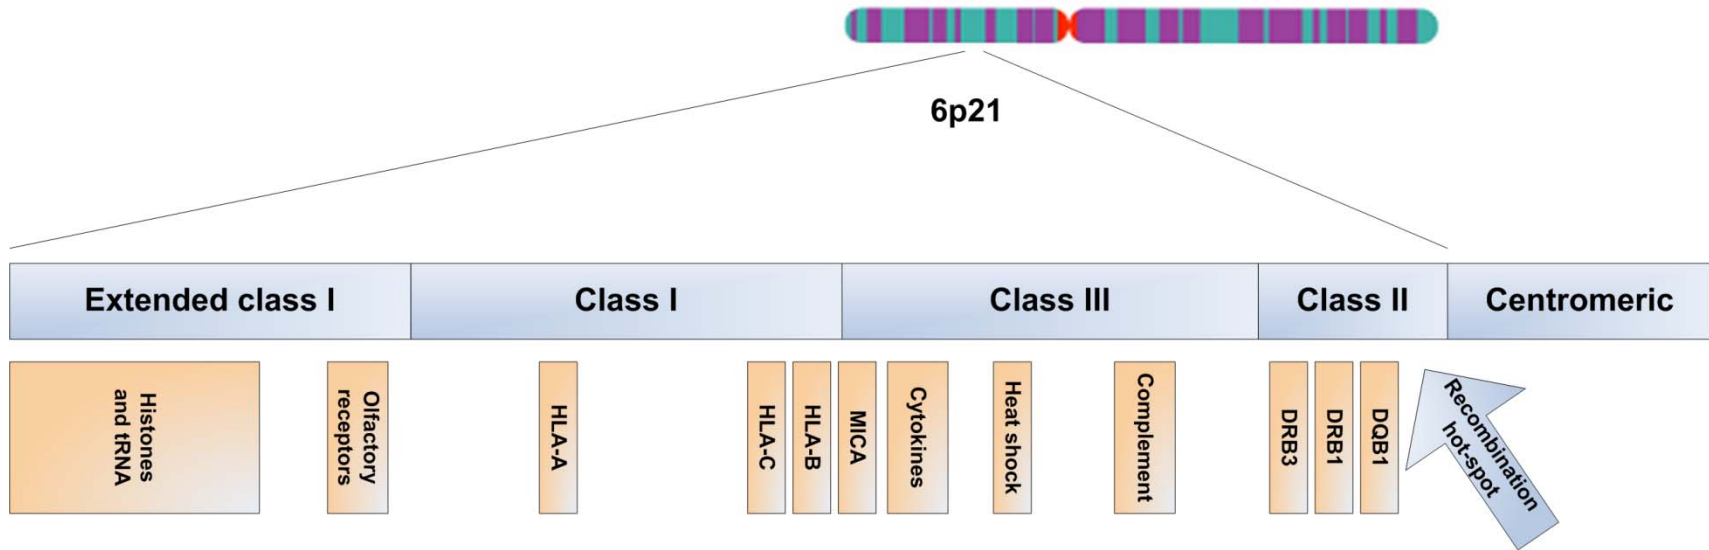 6p21
Extended class I
Class I
Class III
Class II
Centromeric
Histones
and tRNA
Olfactory
receptors
HLA-A
HLA-C
HLA-B
MICA
Cytokines
Heat shock
Complement
DRB3
DRB1
DQB1
Recombination
hot-spot